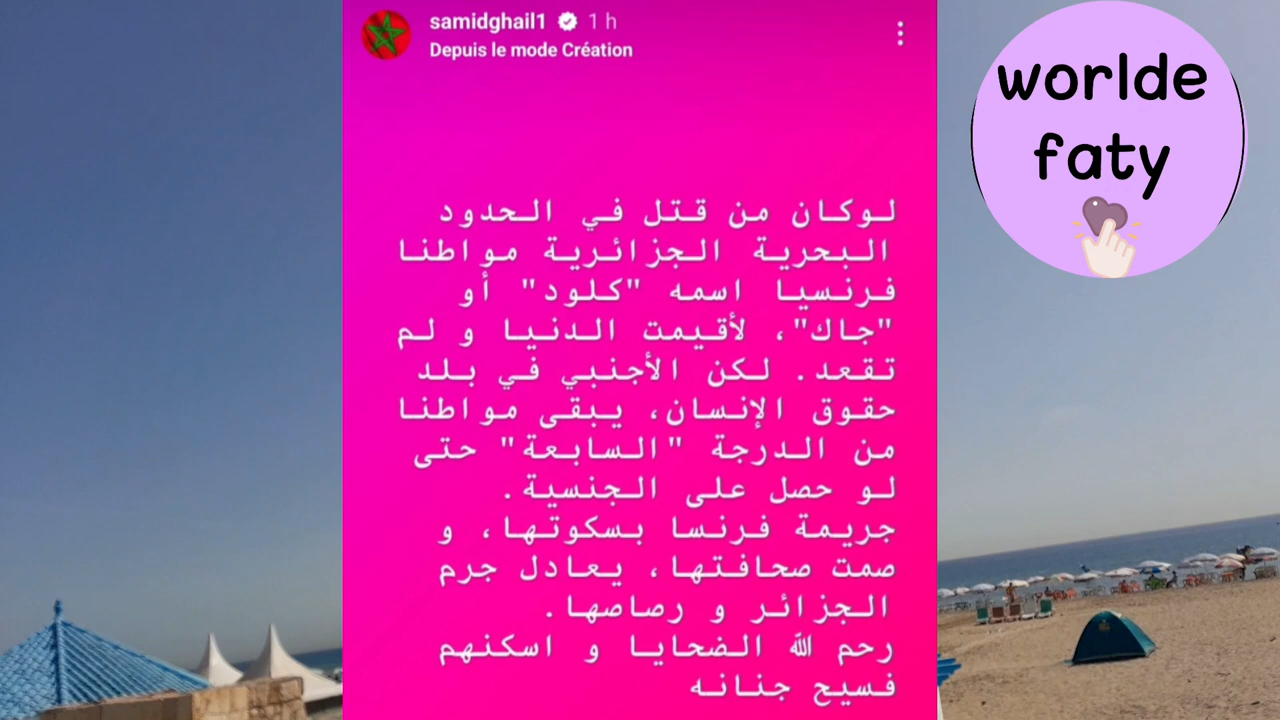 samidghail1 1 h
Depuis le mode Création
worlde
faty
لوكان من قتل في الحدود
البحرية الجزائرية مواطنا
فرنسيا اسمه "كلود" أو
"جاك"، لأقيمت الدنيا و لم
تقعد. لكن الأجنبي في بلد
حقوق الإنسان، يبقى مواطنا
من الدرجة "السابعة" حتى
لو حصل على الجنسية.
جريمة فرنسا بسكوتها، و
صمت صحافتها، يعادل جرم
الجزائر و رصاصها.
رحم الله الضحايا و اسكنهم
فسيح جنانه